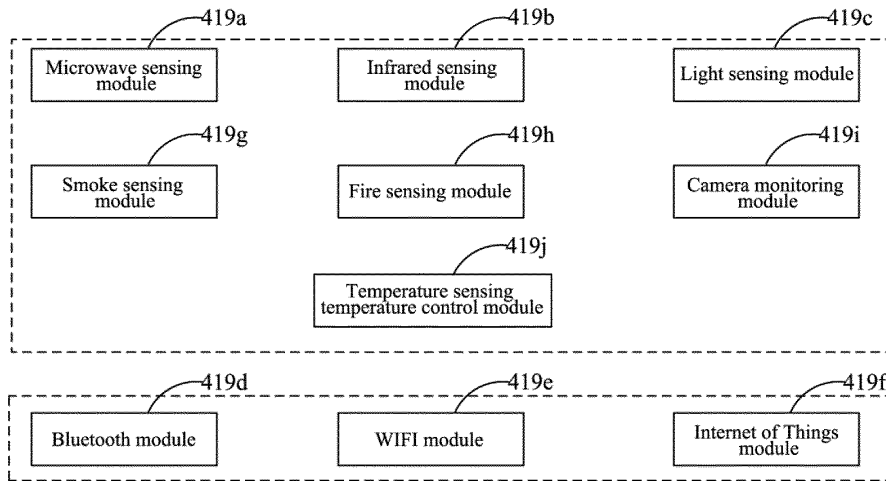 419a
419b
419c
Microwave sensing
module
Infrared sensing
module
Light sensing module
419g
419h
419i
Smoke sensing
module
Fire sensing module
Camera monitoring
module
419j
Temperature sensing
temperature control module
419d
419e
419f
Bluetooth module
WIFI module
Internet of Things
module